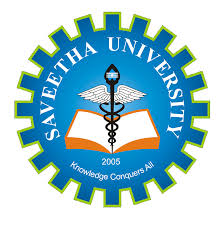 SAVEETHA UNIVERSITY
2005
Knowledge Conquers All